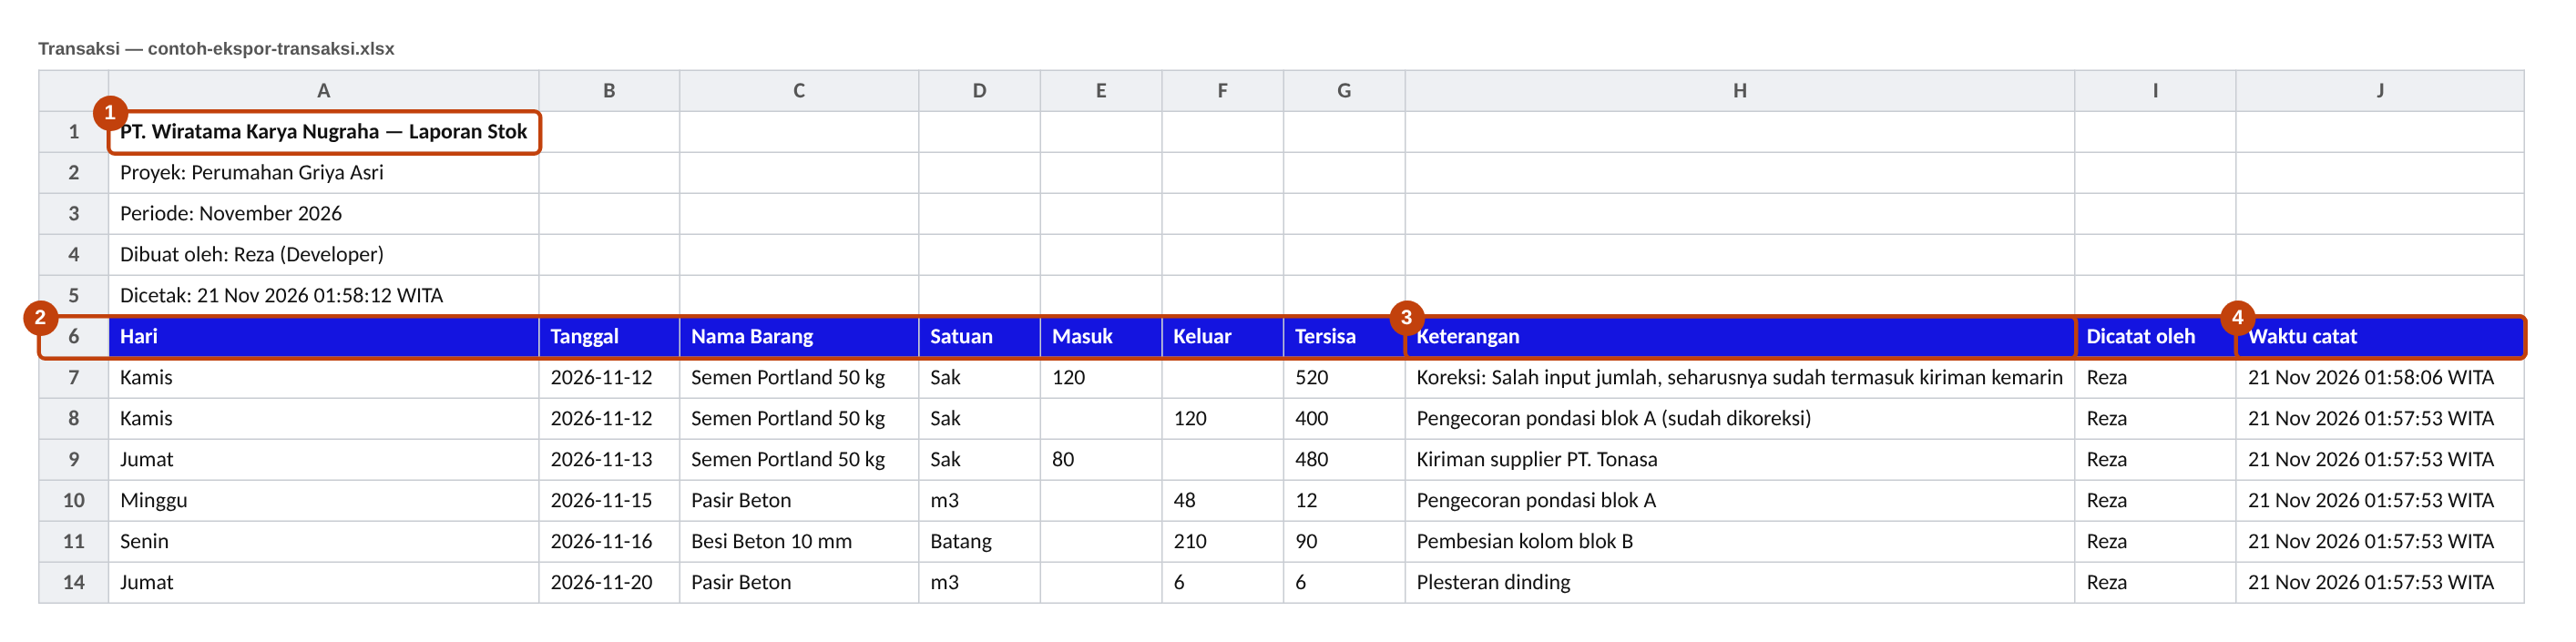 Transaksi — contoh-ekspor-transaksi.xlsx
A B C D E F G H I J
1
1 PT. Wiratama Karya Nugraha — Laporan Stok
2 Proyek: Perumahan Griya Asri
3 Periode: November 2026
4 Dibuat oleh: Reza (Developer)
5 Dicetak: 21 Nov 2026 01:58:12 WITA
2 3 4
6 Hari Tanggal Nama Barang Satuan Masuk Keluar Tersisa Keterangan Dicatat oleh Waktu catat
7 Kamis 2026-11-12 Semen Portland 50 kg Sak 120 520 Koreksi: Salah input jumlah, seharusnya sudah termasuk kiriman kemarin Reza 21 Nov 2026 01:58:06 WITA
8 Kamis 2026-11-12 Semen Portland 50 kg Sak 120 400 Pengecoran pondasi blok A (sudah dikoreksi) Reza 21 Nov 2026 01:57:53 WITA
9 Jumat 2026-11-13 Semen Portland 50 kg Sak 80 480 Kiriman supplier PT. Tonasa Reza 21 Nov 2026 01:57:53 WITA
10 Minggu 2026-11-15 Pasir Beton m3 48 12 Pengecoran pondasi blok A Reza 21 Nov 2026 01:57:53 WITA
11 Senin 2026-11-16 Besi Beton 10 mm Batang 210 90 Pembesian kolom blok B Reza 21 Nov 2026 01:57:53 WITA
14 Jumat 2026-11-20 Pasir Beton m3 6 6 Plesteran dinding Reza 21 Nov 2026 01:57:53 WITA